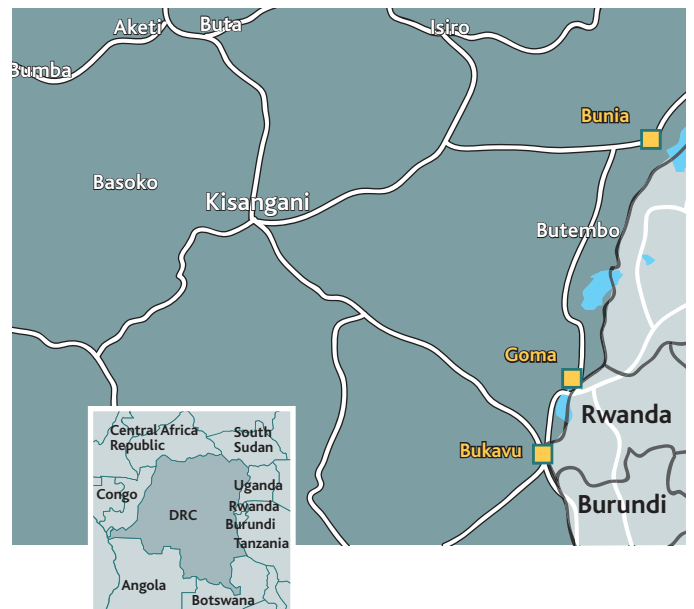 Aketi
Buta
Isiro
Bumba
Bunia
Basoko
Kisangani
Butembo
Goma
Rwanda
Bukavu
Burundi
Central Africa
Republic
South
Sudan
Congo
Uganda
DRC
Rwanda
Burundi
Tanzania
Angola
Botswana